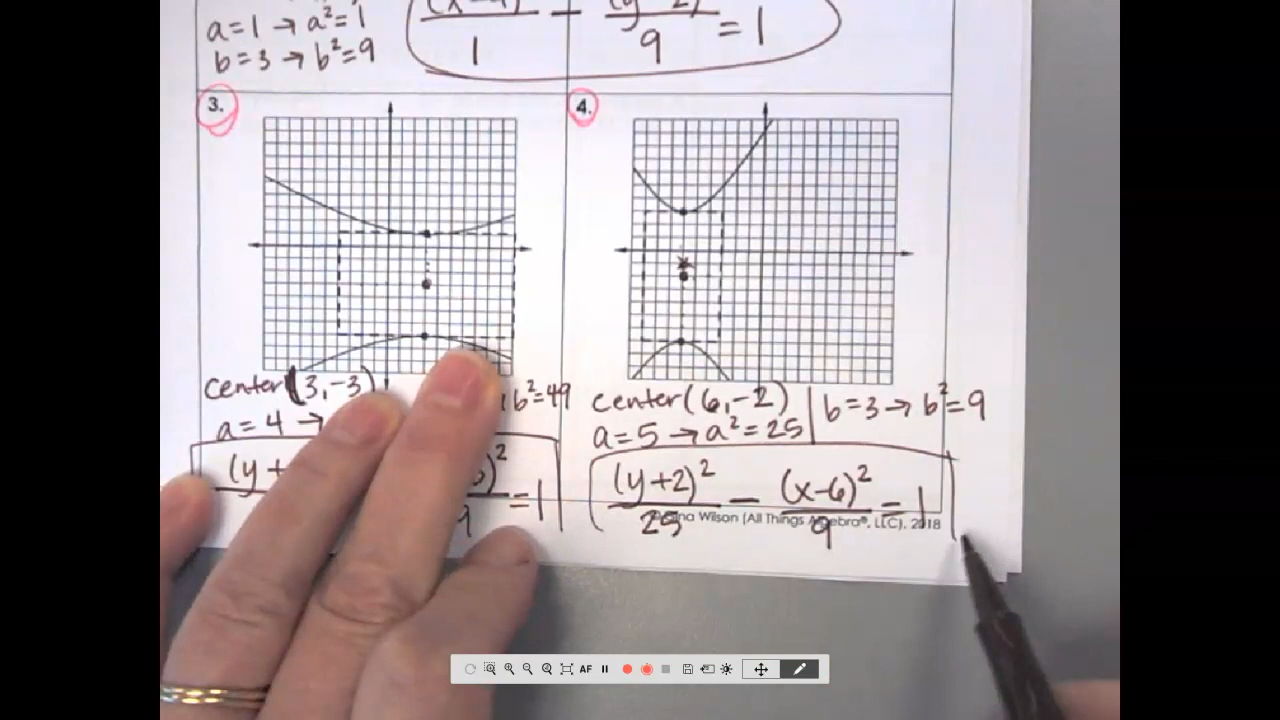 a=1 → a²=1
b=3 → b²=9
1
9
=1
3.
4.
center(3,-3)
a=4 →
b²=49
(y+
)²
9
=1
center(6,-2)
b=3 → b²=9
a=5 → a²=25
(y+2)² - (x-6)² = 1
25
9
Wilson (All Things Algebra®, LLC), 2018
AF